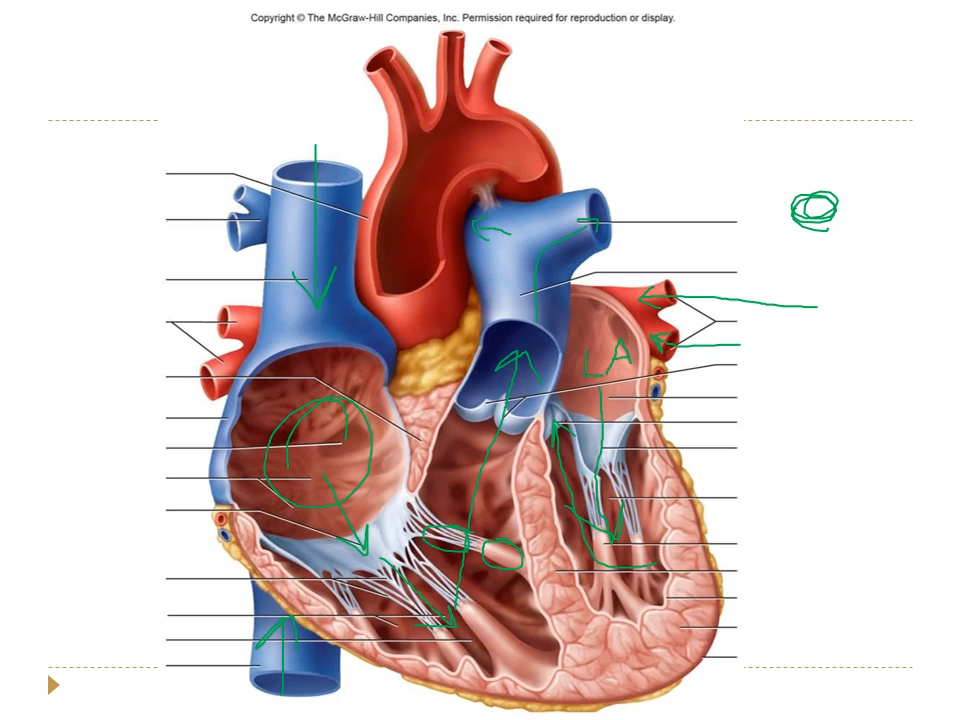 Copyright © The McGraw-Hill Companies, Inc. Permission required for reproduction or display.
LA